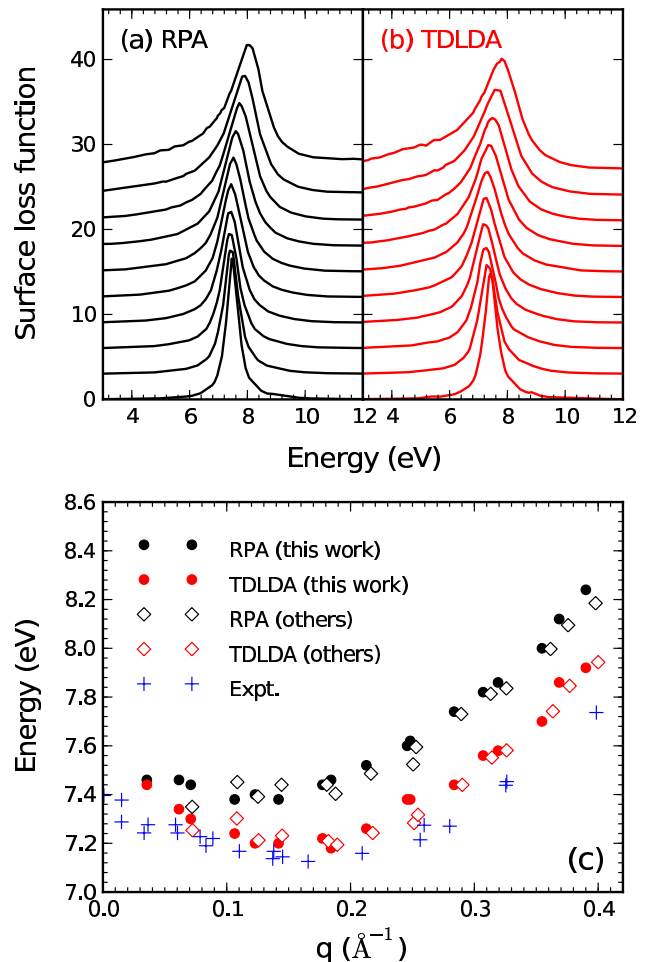 (a) RPA
(b) TDLDA
Surface loss function
40
30
20
10
0
4
6
8
10
12
4
6
8
10
12
Energy (eV)
8.6
8.4
8.2
8.0
7.8
7.6
7.4
7.2
7.0
Energy (eV)
RPA (this work)
TDLDA (this work)
RPA (others)
TDLDA (others)
Expt.
(c)
0.0
0.1
0.2
0.3
0.4
q (Å⁻¹)